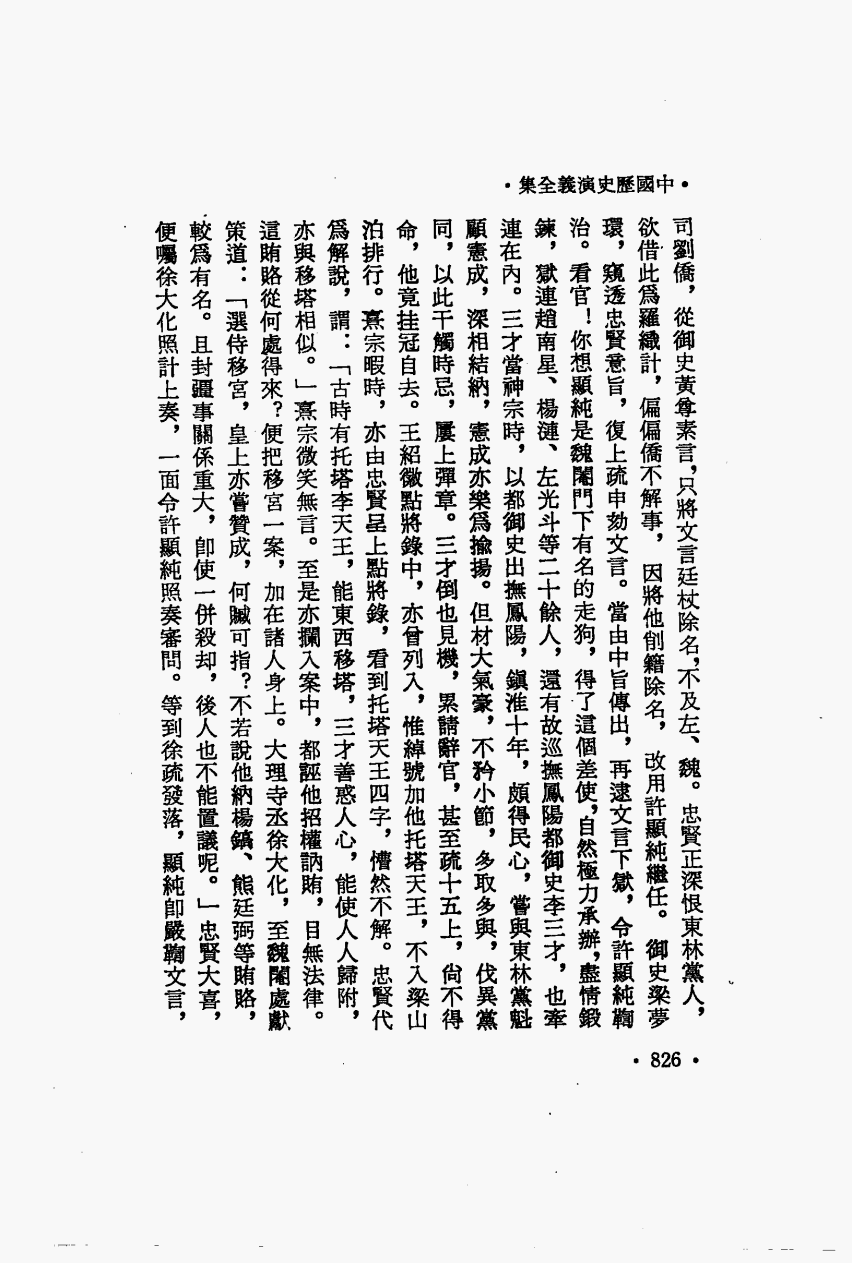 •中國歷史演義全集•
司劉僑，從御史黃尊素言，只將文言廷杖除名，不及左、魏。忠賢正深恨東林黨人，
欲借此爲羅織計，偏偏僑不解事，因將他削籍除名，改用許顯純繼任。御史梁夢
環，窺透忠賢意旨，復上疏申劾文言。當由中旨傳出，再逮文言下獄，令許顯純鞫
治。看官！你想顯純是魏閹門下有名的走狗，得了這個差使，自然極力承辦，盡情鍛
鍊，獄連趙南星、楊漣、左光斗等二十餘人，還有故巡撫鳳陽都御史李三才，也牽
連在內。三才當神宗時，以都御史出撫鳳陽，鎭淮十年，頗得民心，嘗與東林黨魁
顧憲成，深相結納，憲成亦樂爲揄揚。但材大氣豪，不矜小節，多取多與，伐異黨
同，以此干觸時忌，屢上彈章。三才倒也見機，累請辭官，甚至疏十五上，尙不得
命，他竟挂冠自去。王紹徽點將錄中，亦曾列入，惟綽號加他托塔天王，不入梁山
泊排行。熹宗暇時，亦由忠賢呈上點將錄，看到托塔天王四字，懵然不解。忠賢代
爲解說，謂：「古時有托塔李天王，能東西移塔，三才善惑人心，能使人人歸附，
亦與移塔相似。」熹宗微笑無言。至是亦攔入案中，都誣他招權訥賄，目無法律。
這賄賂從何處得來？便把移宮一案，加在諸人身上。大理寺丞徐大化，至魏閹處獻
策道：「選侍移宮，皇上亦嘗贊成，何贓可指？不若說他納楊鎬、熊廷弼等賄賂，
較爲有名。且封疆事關係重大，卽使一併殺却，後人也不能置議呢。」忠賢大喜，
便囑徐大化照計上奏，一面令許顯純照奏審問。等到徐疏發落，顯純卽嚴鞫文言，
•826•